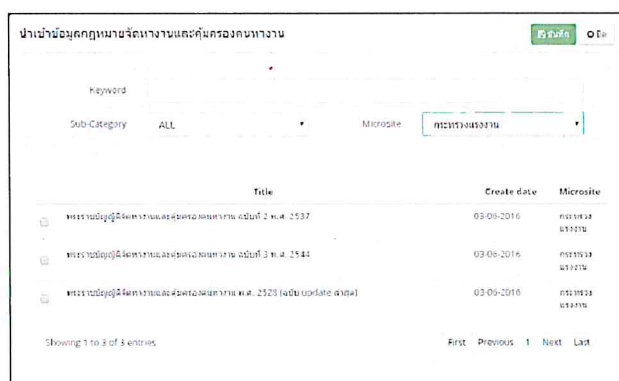 นำเข้าข้อมูลกฎหมายจัดหางานและคุ้มครองคนหางาน บันทึก ปิด
Keyword
Sub-Category ALL Microsite กระทรวงแรงงาน
Title Create date Microsite
พระราชบัญญัติจัดหางานและคุ้มครองคนหางาน ฉบับที่ 2 พ.ศ. 2537 03-06-2016 กระทรวง
แรงงาน
พระราชบัญญัติจัดหางานและคุ้มครองคนหางาน ฉบับที่ 3 พ.ศ. 2544 03-06-2016 กระทรวง
แรงงาน
พระราชบัญญัติจัดหางานและคุ้มครองคนหางาน พ.ศ. 2528 (ฉบับ update ล่าสุด) 03-06-2016 กระทรวง
แรงงาน
Showing 1 to 3 of 3 entries First Previous 1 Next Last